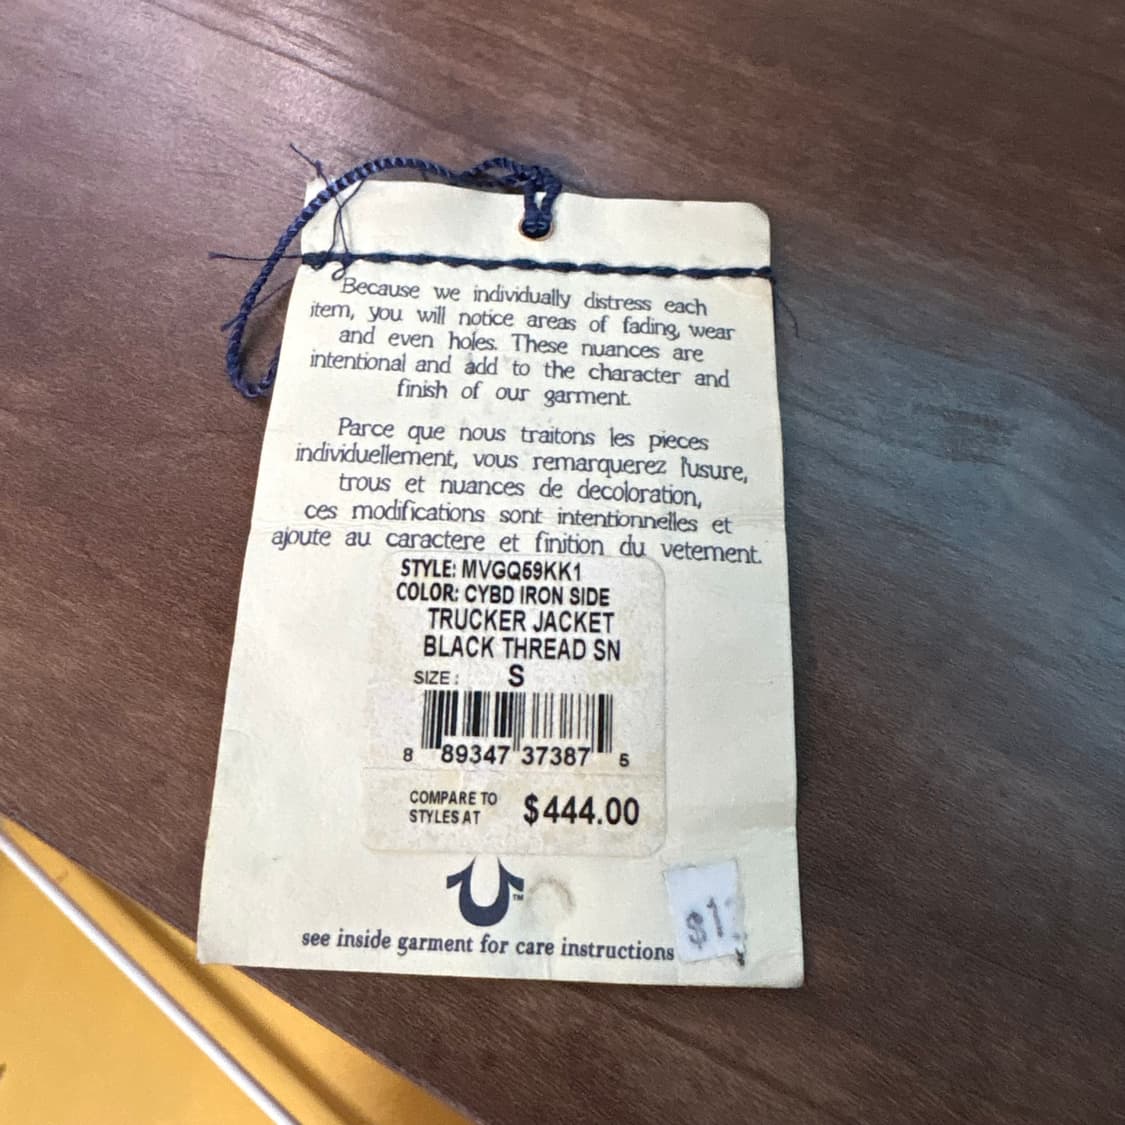 Because we individually distress each
item, you will notice areas of fading, wear
and even holes. These nuances are
intentional and add to the character and
finish of our garment.
Parce que nous traitons les pieces
individuellement, vous remarquerez l'usure,
trous et nuances de decoloration,
ces modifications sont intentionnelles et
ajoute au caractere et finition du vetement.
STYLE: MVGQ59KK1
COLOR: CYBD IRON SIDE
TRUCKER JACKET
BLACK THREAD SN
SIZE: S
8 89347 37387 5
COMPARE TO
STYLES AT $444.00
TM
see inside garment for care instructions